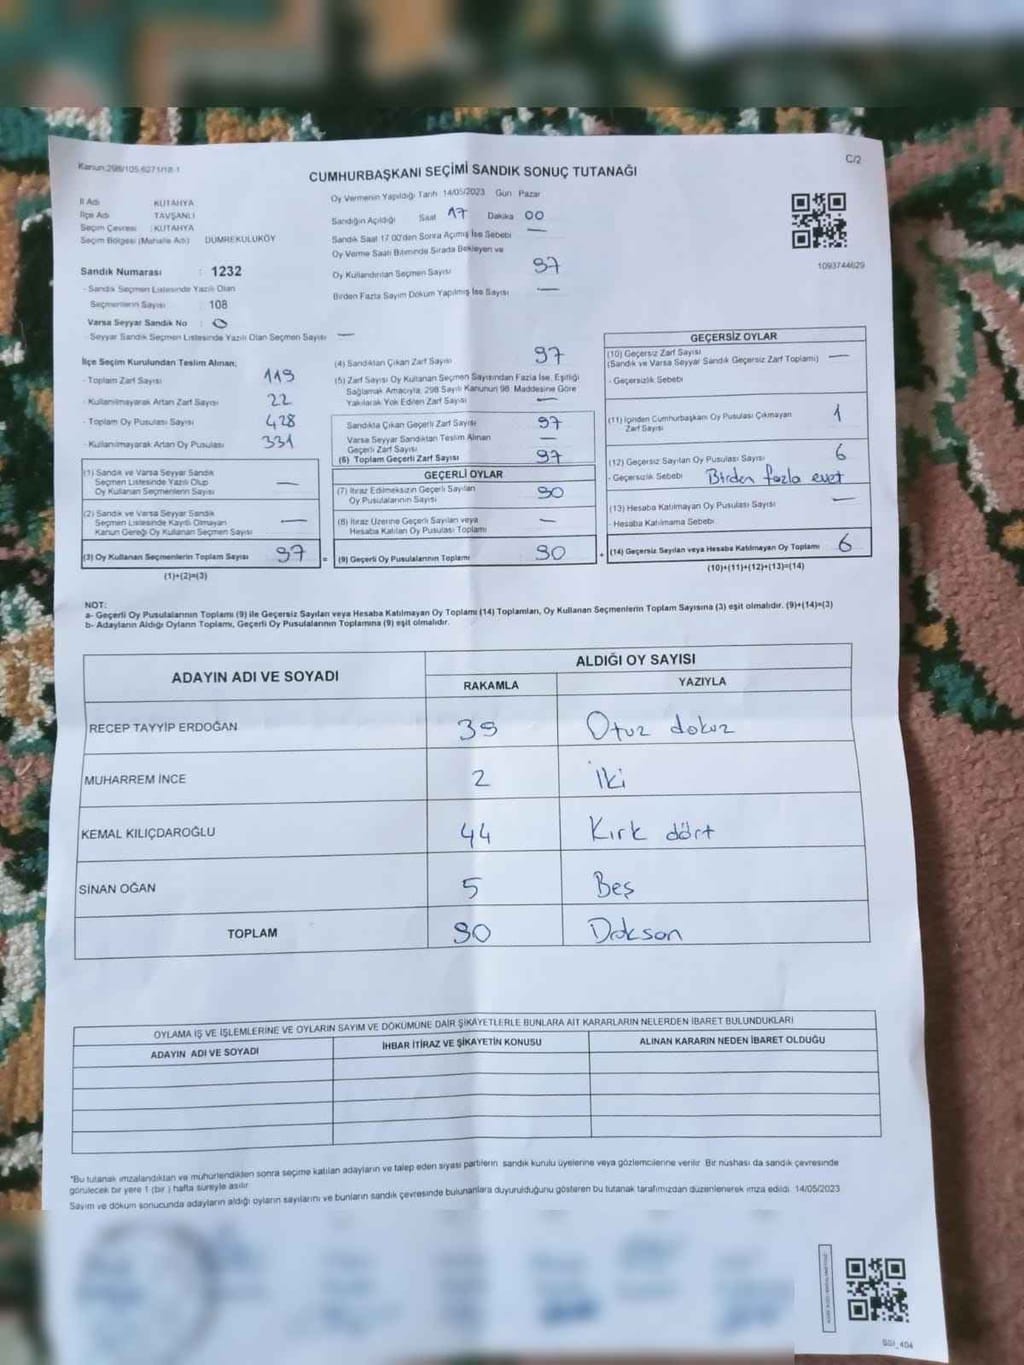 Kanun:298/105,6271/18-1
C/2
CUMHURBAŞKANI SEÇİMİ SANDIK SONUÇ TUTANAĞI
İl Adı KÜTAHYA
İlçe Adı TAVŞANLI
Seçim Çevresi : KÜTAHYA
Seçim Bölgesi (Mahalle Adı) DÜMREKULUKÖY
Sandık Numarası : 1232
- Sandık Seçmen Listesinde Yazılı Olan
Seçmenlerin Sayısı : 108
Varsa Seyyar Sandık No : 0
- Seyyar Sandık Seçmen Listesinde Yazılı Olan Seçmen Sayısı —
Oy Vermenin Yapıldığı Tarih 14/05/2023 Gün Pazar
Sandığın Açıldığı Saat 17 Dakika 00
Sandık Saat 17.00'den Sonra Açılmış İse Sebebi —
Oy Verme Saati Bitiminde Sırada Bekleyen ve
Oy Kullandırılan Seçmen Sayısı 97
Birden Fazla Sayım Döküm Yapılmış İse Sayısı —
1093744629
İlçe Seçim Kurulundan Teslim Alınan;
- Toplam Zarf Sayısı 119
- Kullanılmayarak Artan Zarf Sayısı 22
- Toplam Oy Pusulası Sayısı 428
- Kullanılmayarak Artan Oy Pusulası 331
(1) Sandık ve Varsa Seyyar Sandık
Seçmen Listesinde Yazılı Olup
Oy Kullanan Seçmenlerin Sayısı —
(2) Sandık ve Varsa Seyyar Sandık
Seçmen Listesinde Kayıtlı Olmayan
Kanun Gereği Oy Kullanan Seçmen Sayısı —
(3) Oy Kullanan Seçmenlerin Toplam Sayısı 97 =
(1)+(2)=(3)
(4) Sandıktan Çıkan Zarf Sayısı 97
(5) Zarf Sayısı Oy Kullanan Seçmen Sayısından Fazla İse, Eşitliği
Sağlamak Amacıyla, 298 Sayılı Kanunun 98. Maddesine Göre
Yakılarak Yok Edilen Zarf Sayısı —
Sandıkta Çıkan Geçerli Zarf Sayısı 97
Varsa Seyyar Sandıktan Teslim Alınan
Geçerli Zarf Sayısı —
(6) Toplam Geçerli Zarf Sayısı 97
GEÇERLİ OYLAR
(7) İtiraz Edilmeksizin Geçerli Sayılan
Oy Pusulalarının Sayısı 90
(8) İtiraz Üzerine Geçerli Sayılan veya
Hesaba Katılan Oy Pusulası Toplamı —
(9) Geçerli Oy Pusulalarının Toplamı 90 +
GEÇERSİZ OYLAR
(10) Geçersiz Zarf Sayısı
(Sandık ve Varsa Seyyar Sandık Geçersiz Zarf Toplamı) —
- Geçersizlik Sebebi
(11) İçinden Cumhurbaşkanı Oy Pusulası Çıkmayan
Zarf Sayısı 1
(12) Geçersiz Sayılan Oy Pusulası Sayısı 6
- Geçersizlik Sebebi Birden fazla evet
(13) Hesaba Katılmayan Oy Pusulası Sayısı —
- Hesaba Katılmama Sebebi
(14) Geçersiz Sayılan veya Hesaba Katılmayan Oy Toplamı 6
(10)+(11)+(12)+(13)=(14)
NOT:
a- Geçerli Oy Pusulalarının Toplamı (9) ile Geçersiz Sayılan veya Hesaba Katılmayan Oy Toplamı (14) Toplamları, Oy Kullanan Seçmenlerin Toplam Sayısına (3) eşit olmalıdır. (9)+(14)=(3)
b- Adayların Aldığı Oyların Toplamı, Geçerli Oy Pusulalarının Toplamına (9) eşit olmalıdır.
ADAYIN ADI VE SOYADI ALDIĞI OY SAYISI
RAKAMLA YAZIYLA
RECEP TAYYİP ERDOĞAN 39 Otuz dokuz
MUHARREM İNCE 2 İki
KEMAL KILIÇDAROĞLU 44 Kırk dört
SİNAN OĞAN 5 Beş
TOPLAM 90 Doksan
OYLAMA İŞ VE İŞLEMLERİNE VE OYLARIN SAYIM VE DÖKÜMÜNE DAİR ŞİKAYETLERLE BUNLARA AİT KARARLARIN NELERDEN İBARET BULUNDUKLARI
ADAYIN ADI VE SOYADI İHBAR İTİRAZ VE ŞİKAYETİN KONUSU ALINAN KARARIN NEDEN İBARET OLDUĞU
*Bu tutanak imzalandıktan ve mühürlendikten sonra seçime katılan adayların ve talep eden siyasi partilerin sandık kurulu üyelerine veya gözlemcilerine verilir. Bir nüshası da sandık çevresinde
görülecek bir yere 1 (bir) hafta süreyle asılır.
Sayım ve döküm sonucunda adayların aldığı oyların sayılarını ve bunların sandık çevresinde bulunanlara duyurulduğunu gösteren bu tutanak tarafımızdan düzenlenerek imza edildi. 14/05/2023
SGI_404